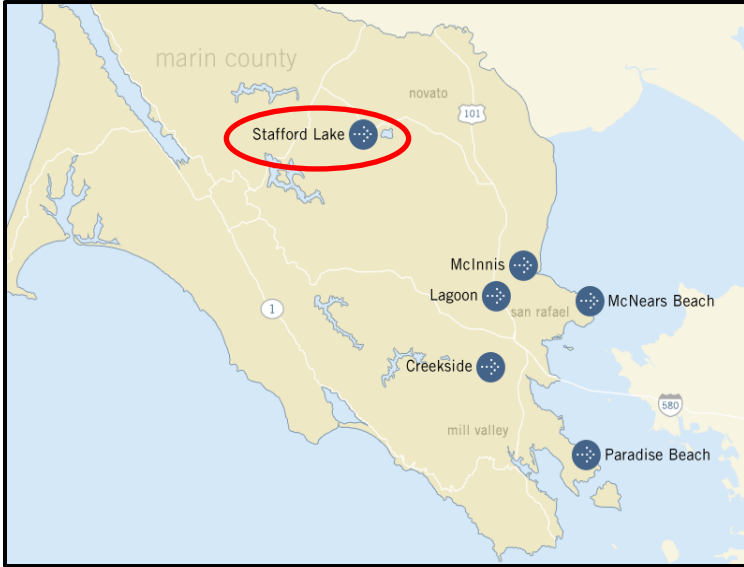 marin county
novato
101
Stafford Lake
McInnis
Lagoon
san rafael
McNears Beach
1
Creekside
580
mill valley
Paradise Beach